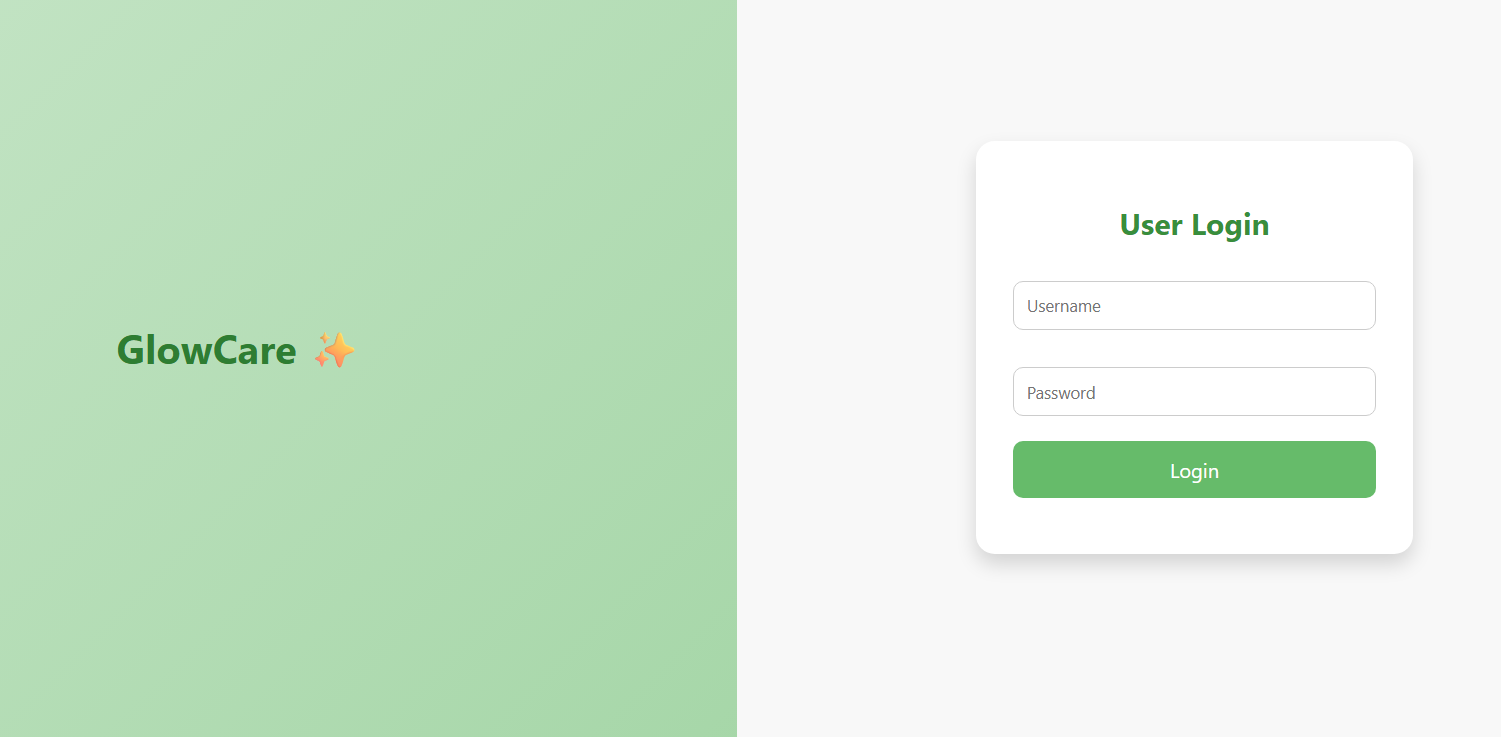 GlowCare ✨
User Login
Username
Password
Login